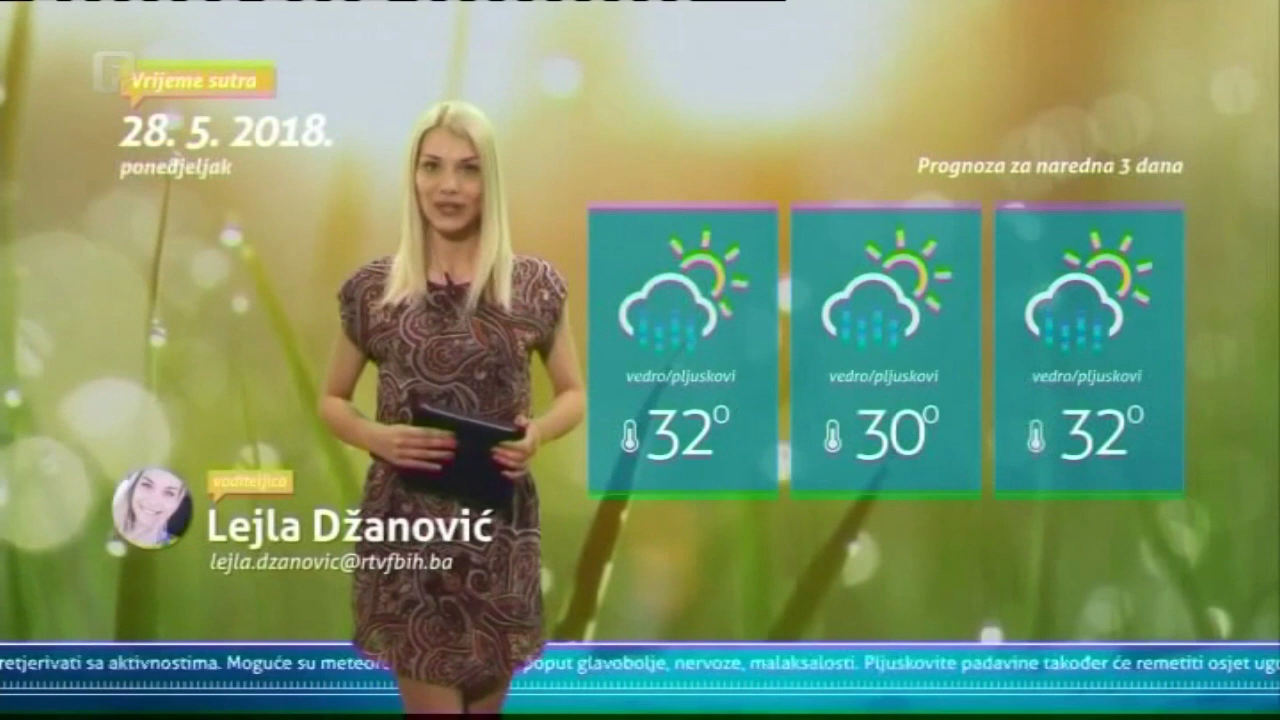 Vrijeme sutra
28. 5. 2018.
ponedjeljak
Prognoza za naredna 3 dana
vedro/pljuskovi
32°
vedro/pljuskovi
30°
vedro/pljuskovi
32°
voditeljica
Lejla Džanović
lejla.dzanovic@rtvfbih.ba
retjerivati sa aktivnostima. Moguće su meteor poput glavobolje, nervoze, malaksalosti. Pljuskovite padavine također će remetiti osjet ugo